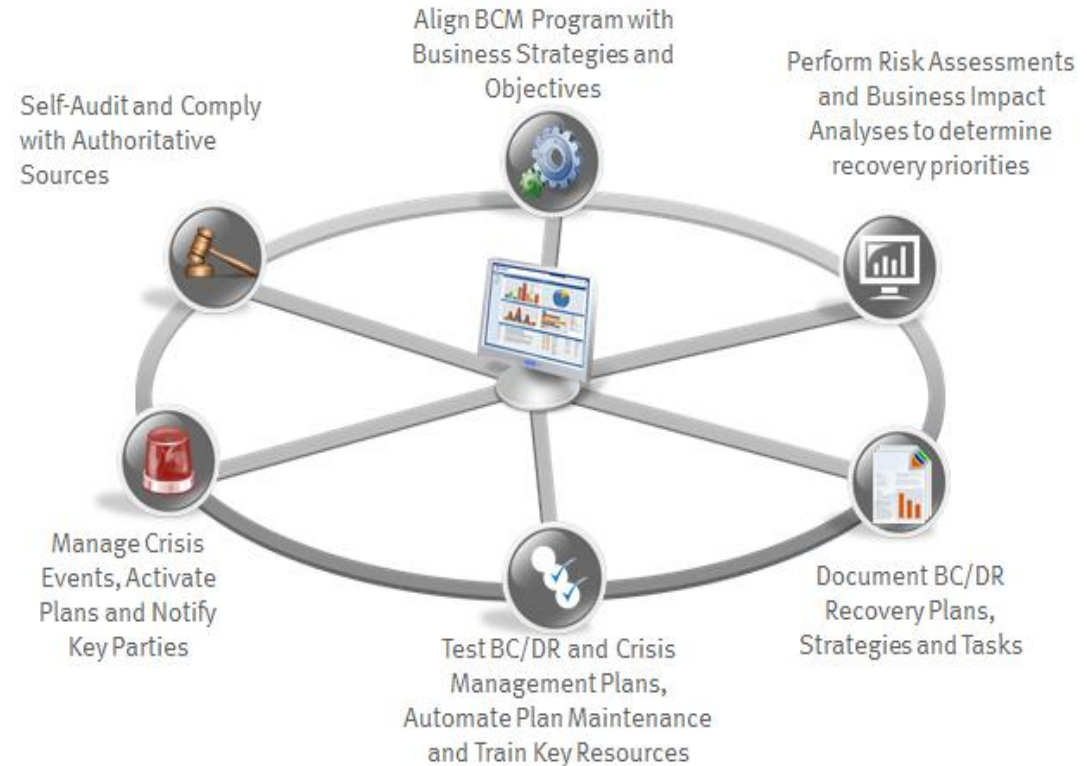 Align BCM Program with
Business Strategies and
Objectives
Perform Risk Assessments
and Business Impact
Analyses to determine
recovery priorities
Document BC/DR
Recovery Plans,
Strategies and Tasks
Test BC/DR and Crisis
Management Plans,
Automate Plan Maintenance
and Train Key Resources
Manage Crisis
Events, Activate
Plans and Notify
Key Parties
Self-Audit and Comply
with Authoritative
Sources